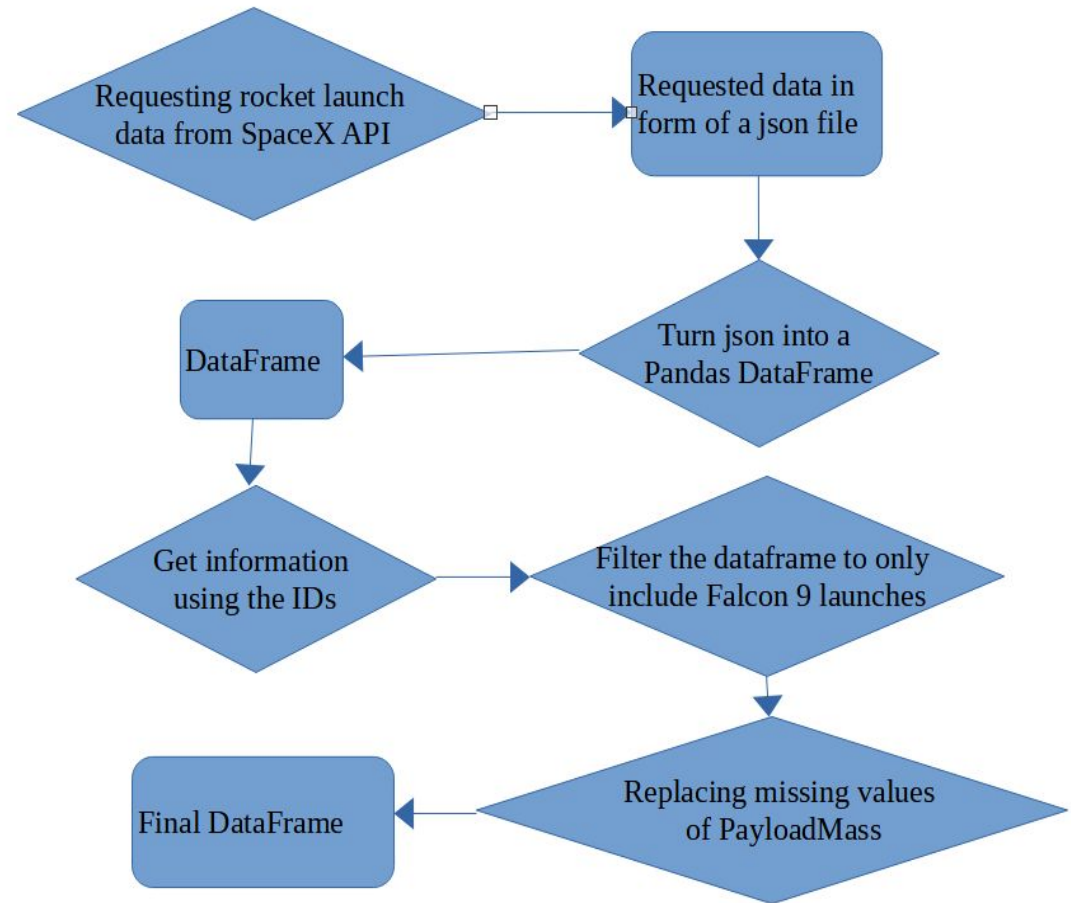 Requesting rocket launch
data from SpaceX API
Requested data in
form of a json file
Turn json into a
Pandas DataFrame
DataFrame
Get information
using the IDs
Filter the dataframe to only
include Falcon 9 launches
Replacing missing values
of PayloadMass
Final DataFrame